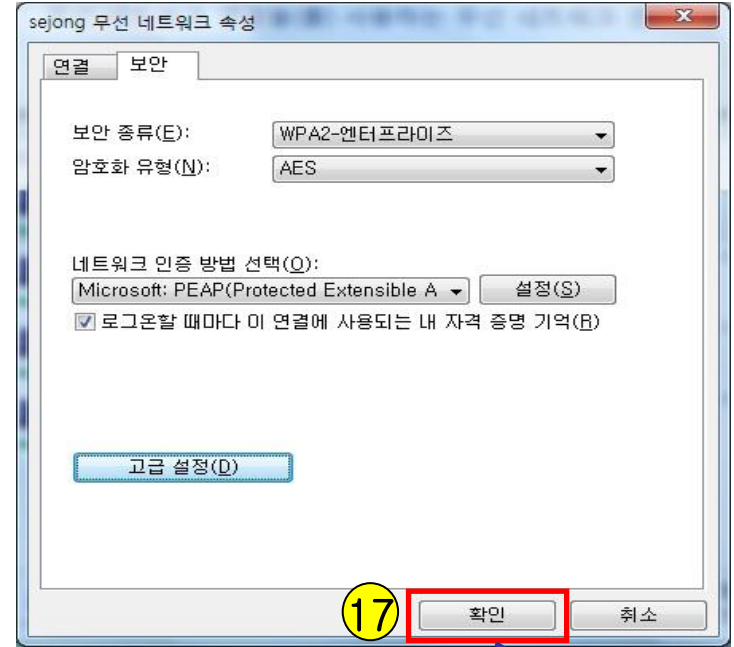 sejong 무선 네트워크 속성
연결 보안
보안 종류(E): WPA2-엔터프라이즈
암호화 유형(N): AES
네트워크 인증 방법 선택(O):
Microsoft: PEAP(Protected Extensible A 설정(S)
로그온할 때마다 이 연결에 사용되는 내 자격 증명 기억(R)
고급 설정(D)
17 확인 취소